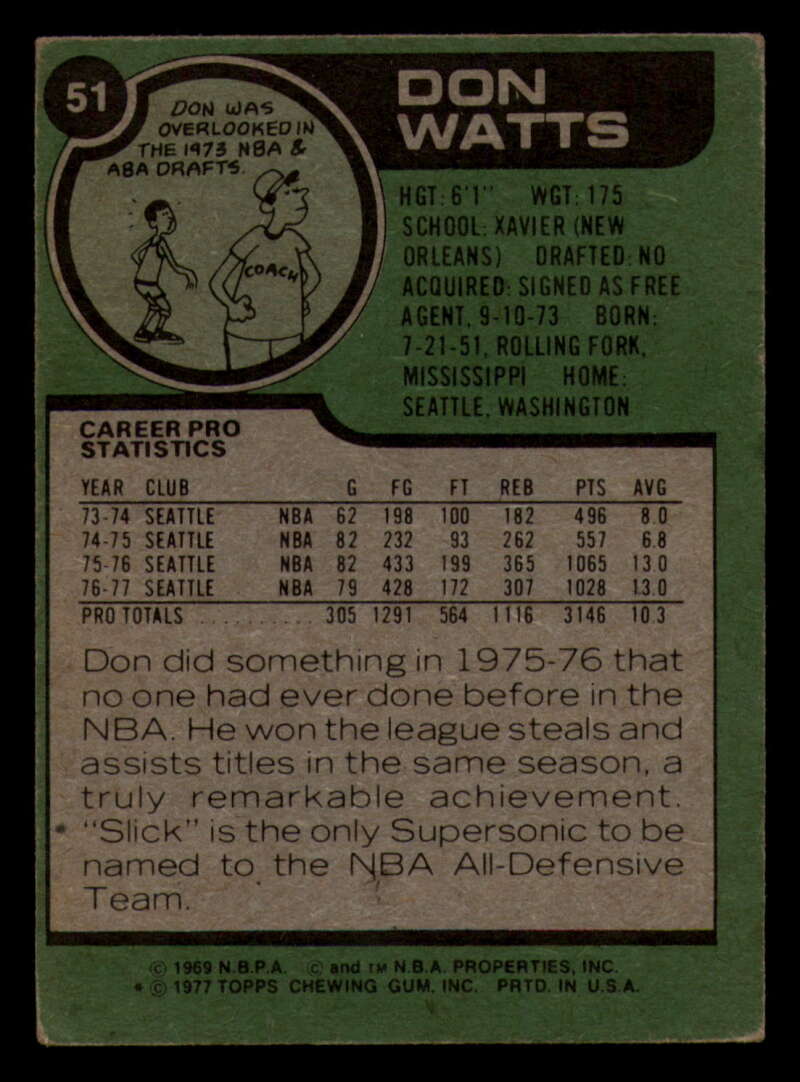 51
DON WAS
OVERLOOKED IN
THE 1973 NBA &
ABA DRAFTS.
COACH
DON
WATTS
HGT: 6'1" WGT: 175
SCHOOL: XAVIER (NEW
ORLEANS) DRAFTED: NO
ACQUIRED: SIGNED AS FREE
AGENT, 9-10-73 BORN:
7-21-51, ROLLING FORK,
MISSISSIPPI HOME:
SEATTLE, WASHINGTON
CAREER PRO
STATISTICS
YEAR CLUB G FG FT REB PTS AVG
73-74 SEATTLE NBA 62 198 100 182 496 8.0
74-75 SEATTLE NBA 82 232 93 262 557 6.8
75-76 SEATTLE NBA 82 433 199 365 1065 13.0
76-77 SEATTLE NBA 79 428 172 307 1028 13.0
PRO TOTALS . . . . . . . . . . 305 1291 564 1116 3146 10.3
Don did something in 1975-76 that
no one had ever done before in the
NBA. He won the league steals and
assists titles in the same season, a
truly remarkable achievement.
"Slick" is the only Supersonic to be
named to the NBA All-Defensive
Team.
© 1969 N.B.P.A. © and TM N.B.A. PROPERTIES, INC.
* © 1977 TOPPS CHEWING GUM, INC. PRTD. IN U.S.A.